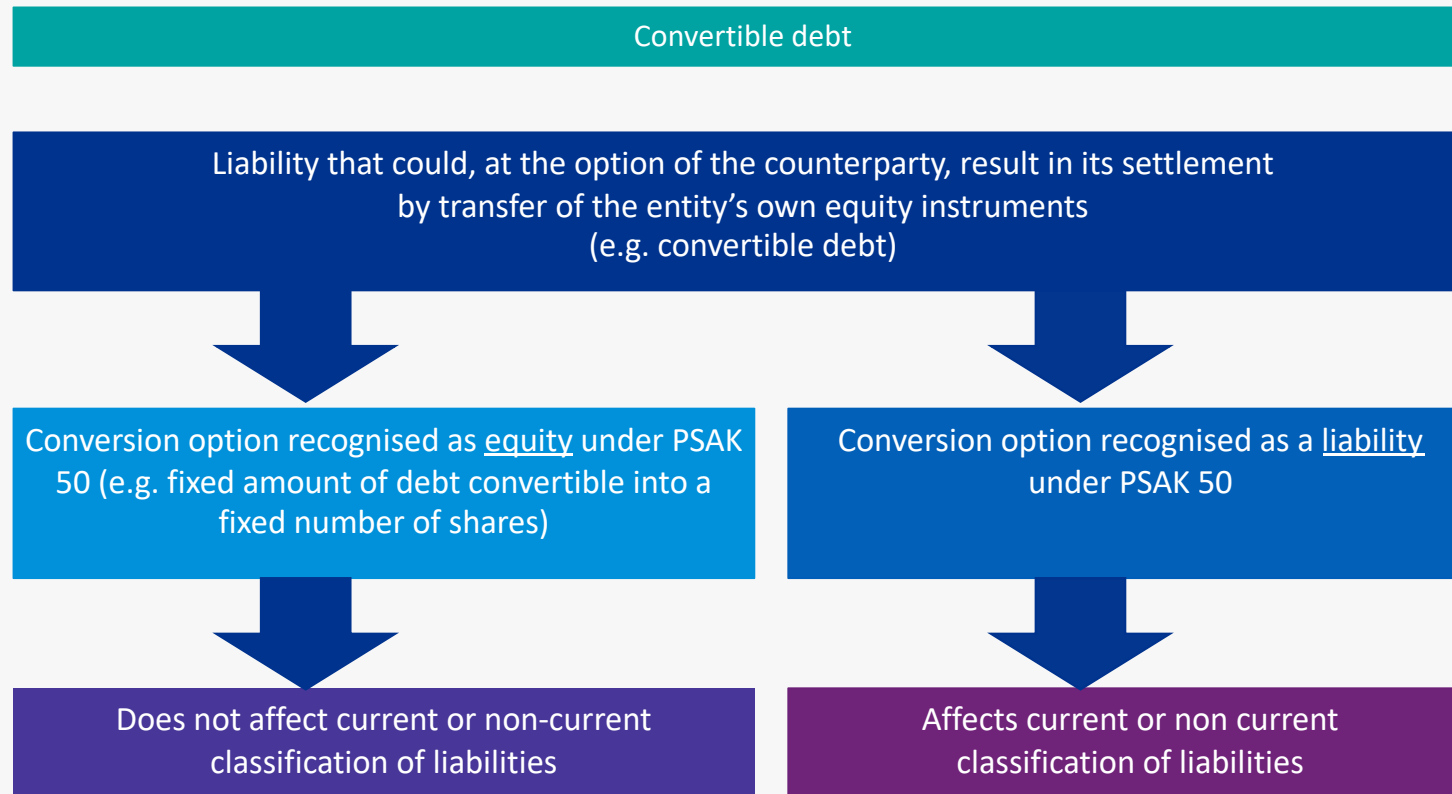 Convertible debt
Liability that could, at the option of the counterparty, result in its settlement
by transfer of the entity’s own equity instruments
(e.g. convertible debt)
Conversion option recognised as equity under PSAK
50 (e.g. fixed amount of debt convertible into a
fixed number of shares)
Conversion option recognised as a liability
under PSAK 50
Does not affect current or non-current
classification of liabilities
Affects current or non current
classification of liabilities